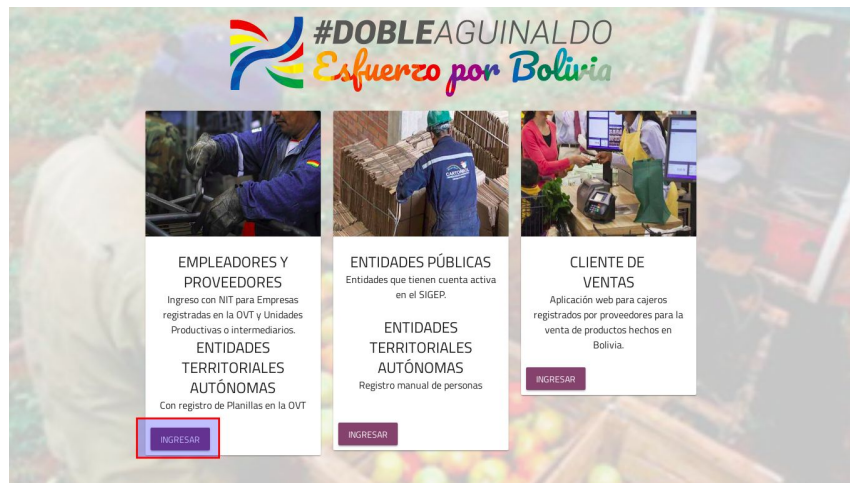 #DOBLEAGUINALDO
Esfuerzo por Bolivia
EMPLEADORES Y
PROVEEDORES
Ingreso con NIT para Empresas
registradas en la OVT y Unidades
Productivas o intermediarios.
ENTIDADES
TERRITORIALES
AUTÓNOMAS
Con registro de Planillas en la OVT
INGRESAR
ENTIDADES PÚBLICAS
Entidades que tienen cuenta activa
en el SIGEP.
ENTIDADES
TERRITORIALES
AUTÓNOMAS
Registro manual de personas
INGRESAR
CLIENTE DE
VENTAS
Aplicación web para cajeros
registrados por proveedores para la
venta de productos hechos en
Bolivia.
INGRESAR